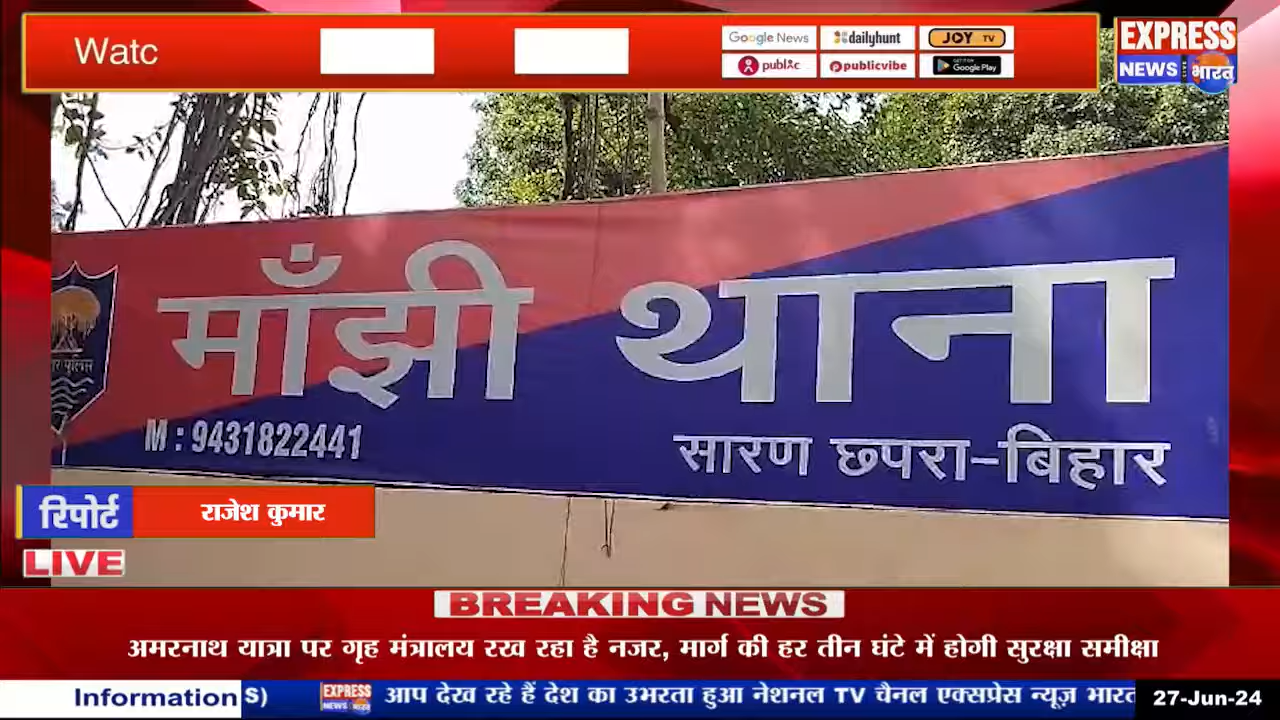 Watc
Google News
dailyhunt
JOY TV
public
publicvibe
GET IT ON
Google Play
EXPRESS
NEWS LIVE भारत
माँझी थाना
M : 9431822441
सारण छपरा-बिहार
रिपोर्ट
राजेश कुमार
LIVE
BREAKING NEWS
अमरनाथ यात्रा पर गृह मंत्रालय रख रहा है नजर, मार्ग की हर तीन घंटे में होगी सुरक्षा समीक्षा
Information
S)
EXPRESS
NEWS भारत
आप देख रहे हैं देश का उभरता हुआ नेशनल TV चैनल एक्सप्रेस न्यूज़ भारत
27-Jun-24